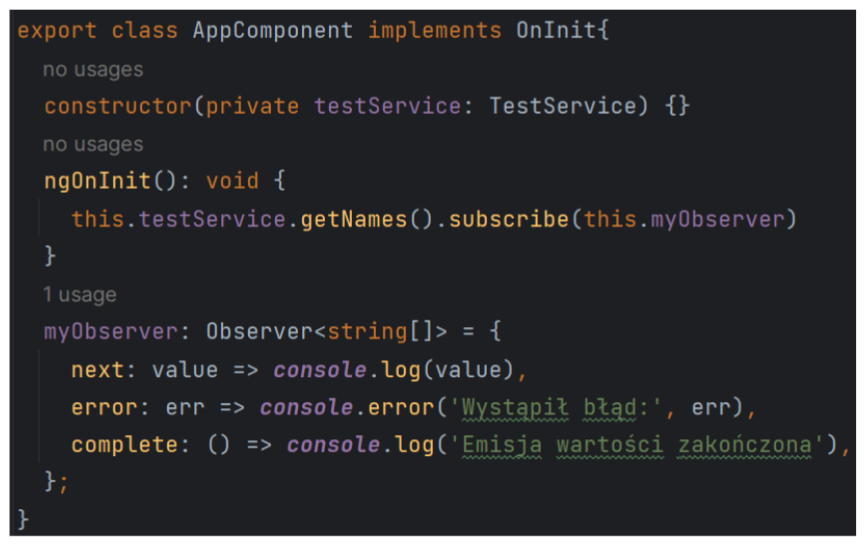 export class AppComponent implements OnInit{
no usages
constructor(private testService: TestService) {}
no usages
ngOnInit(): void {
this.testService.getNames().subscribe(this.myObserver)
}
1 usage
myObserver: Observer<string[]> = {
next: value => console.log(value),
error: err => console.error('Wystąpił błąd:', err),
complete: () => console.log('Emisja wartości zakończona'),
};
}